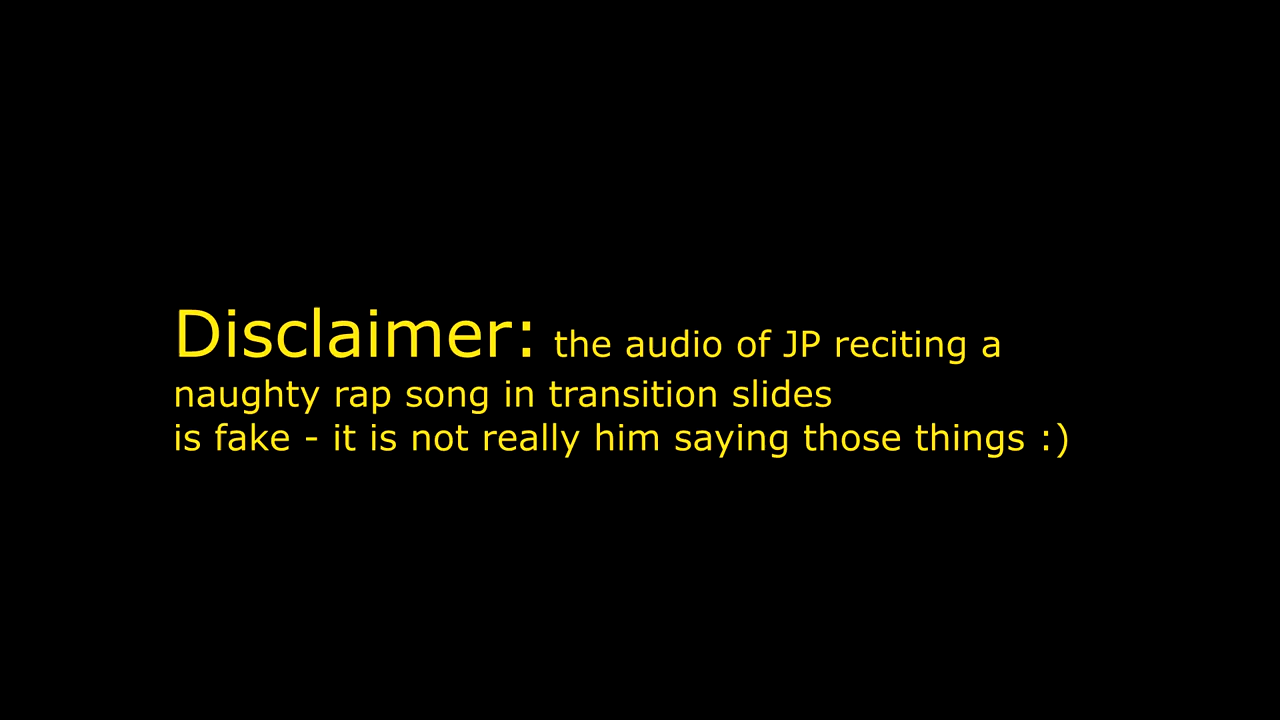 Disclaimer: the audio of JP reciting a
naughty rap song in transition slides
is fake - it is not really him saying those things :)